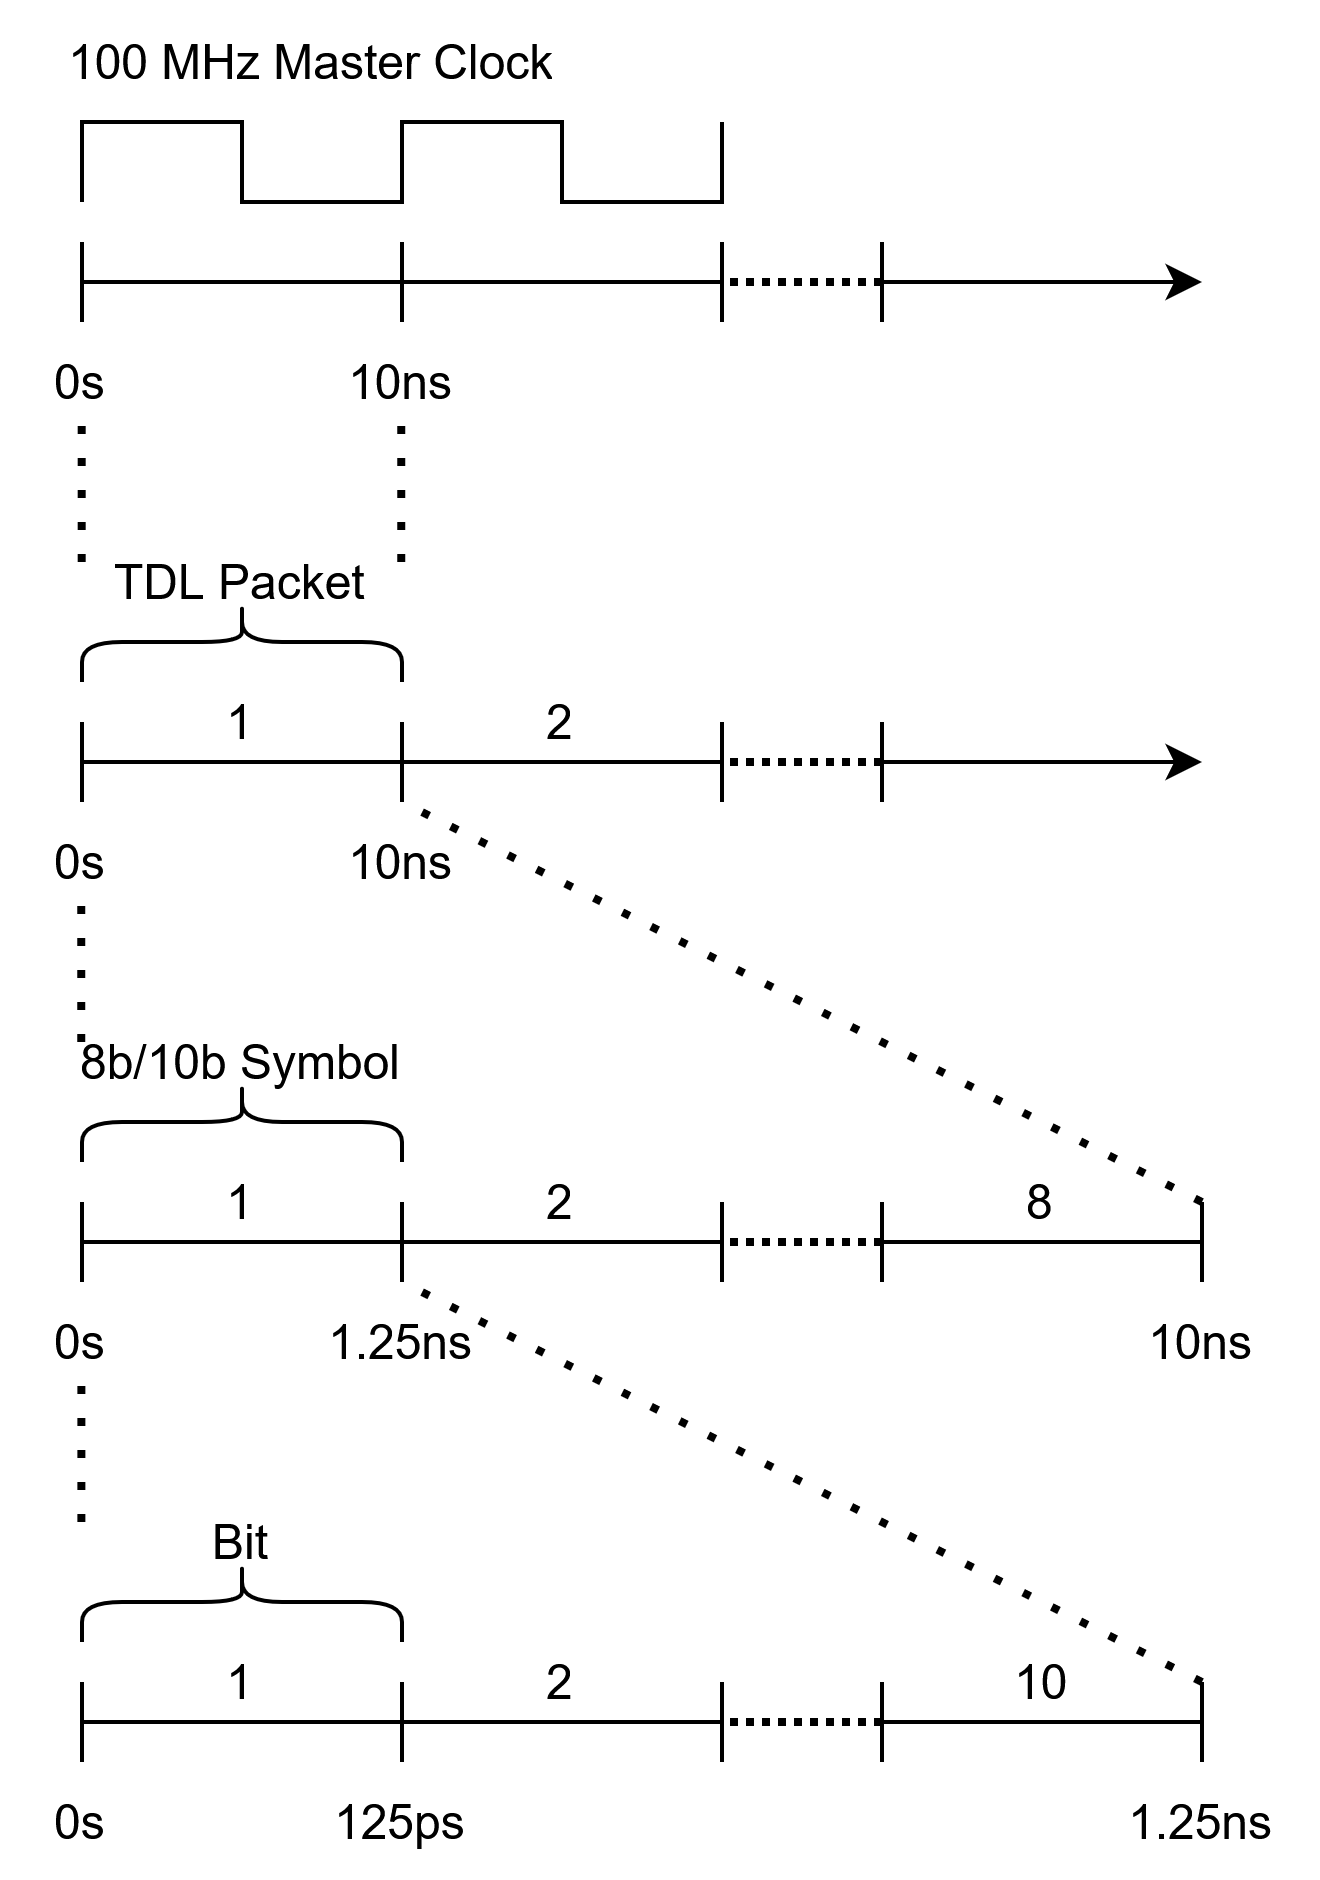 100 MHz Master Clock
0s 10ns
TDL Packet
1 2
0s 10ns
8b/10b Symbol
1 2 8
0s 1.25ns 10ns
Bit
1 2 10
0s 125ps 1.25ns